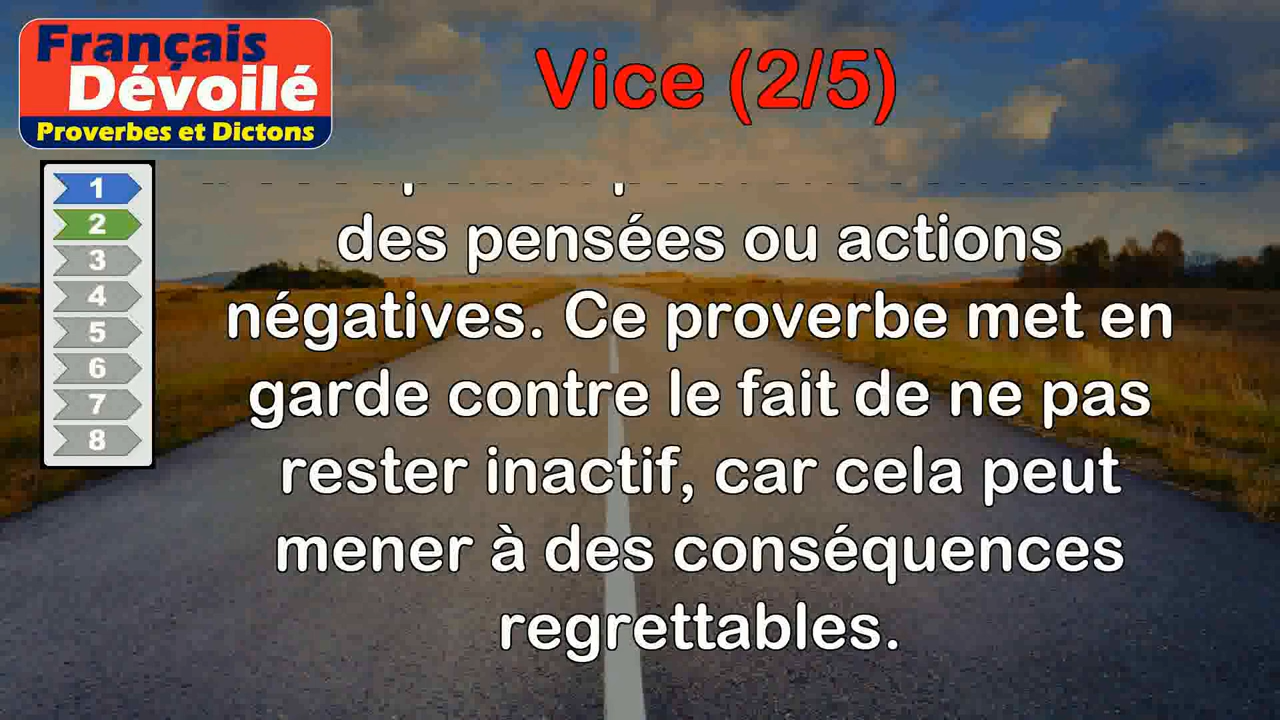 Français
Dévoilé
Proverbes et Dictons
Vice (2/5)
1
2
3
4
5
6
7
8
des pensées ou actions
négatives. Ce proverbe met en
garde contre le fait de ne pas
rester inactif, car cela peut
mener à des conséquences
regrettables.